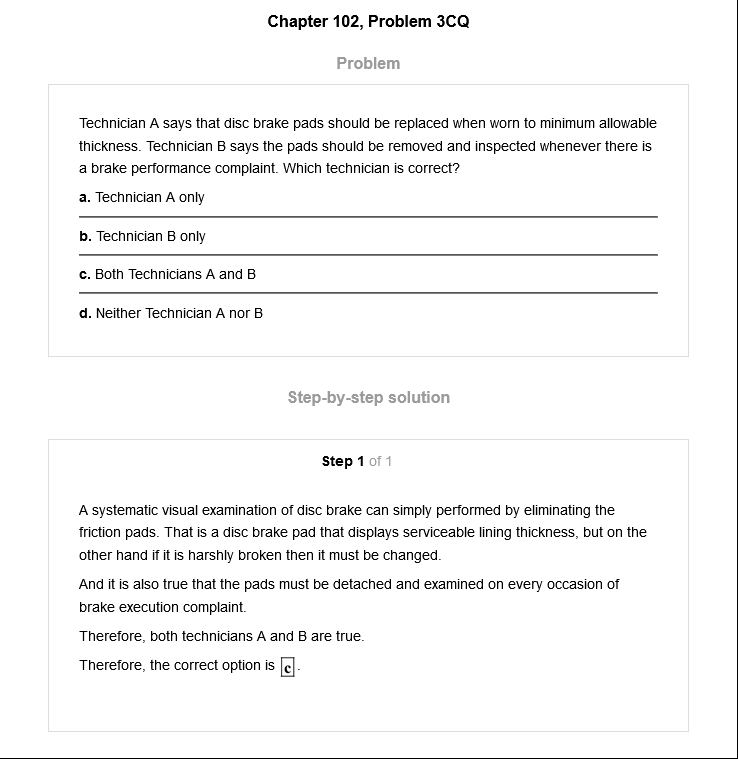 Chapter 102, Problem 3CQ
Problem
Technician A says that disc brake pads should be replaced when worn to minimum allowable
thickness. Technician B says the pads should be removed and inspected whenever there is
a brake performance complaint. Which technician is correct?
a. Technician A only
b. Technician B only
c. Both Technicians A and B
d. Neither Technician A nor B
Step-by-step solution
Step 1 of 1
A systematic visual examination of disc brake can simply performed by eliminating the
friction pads. That is a disc brake pad that displays serviceable lining thickness, but on the
other hand if it is harshly broken then it must be changed.
And it is also true that the pads must be detached and examined on every occasion of
brake execution complaint.
Therefore, both technicians A and B are true.
Therefore, the correct option is c.